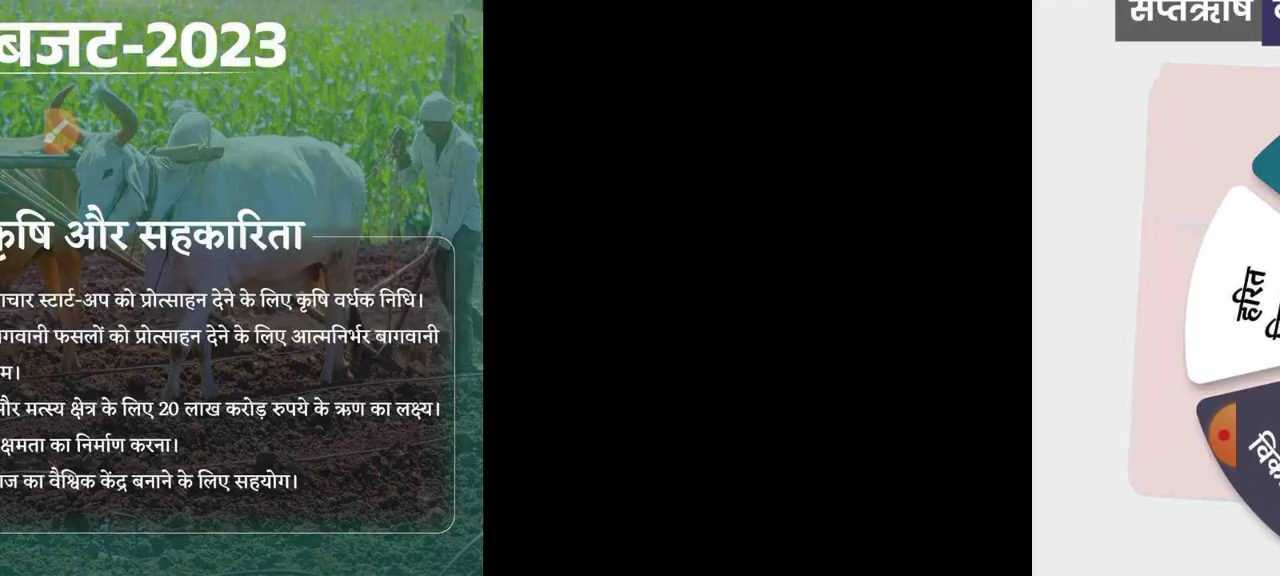 बजट-2023
कृषि और सहकारिता
स्टार्ट-अप को प्रोत्साहन देने के लिए कृषि वर्धक निधि।
फसलों को प्रोत्साहन देने के लिए आत्मनिर्भर बागवानी
और मत्स्य क्षेत्र के लिए 20 लाख करोड़ रुपये के ऋण का लक्ष्य।
क्षमता का निर्माण करना।
का वैश्विक केंद्र बनाने के लिए सहयोग।
सप्तऋषि
हरित